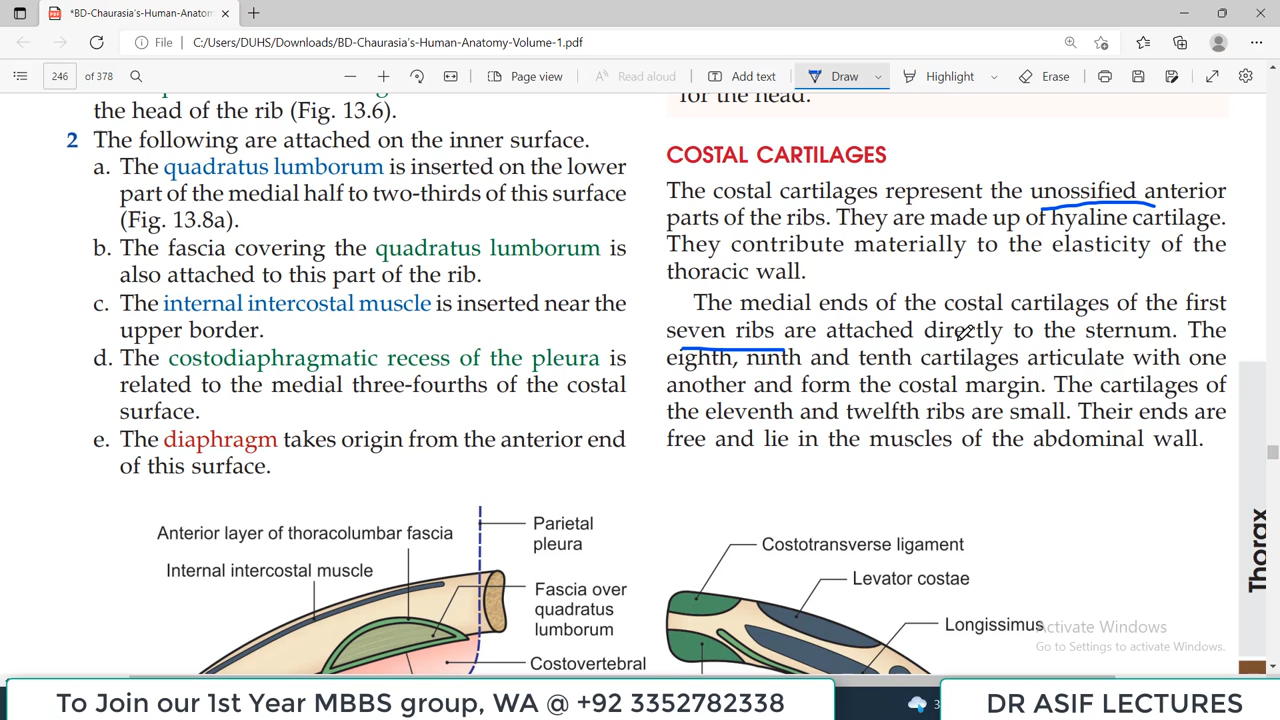 *BD-Chaurasia's-Human-Anatom
File
C:/Users/DUHS/Downloads/BD-Chaurasia's-Human-Anatomy-Volume-1.pdf
246 of 378
Page view
Read aloud
Add text
Draw
Highlight
Erase
the head of the rib (Fig. 13.6).
2 The following are attached on the inner surface.
a. The quadratus lumborum is inserted on the lower
part of the medial half to two-thirds of this surface
(Fig. 13.8a).
b. The fascia covering the quadratus lumborum is
also attached to this part of the rib.
c. The internal intercostal muscle is inserted near the
upper border.
d. The costodiaphragmatic recess of the pleura is
related to the medial three-fourths of the costal
surface.
e. The diaphragm takes origin from the anterior end
of this surface.
Anterior layer of thoracolumbar fascia
Internal intercostal muscle
Parietal
pleura
Fascia over
quadratus
lumborum
Costovertebral
for the head.
COSTAL CARTILAGES
The costal cartilages represent the unossified anterior
parts of the ribs. They are made up of hyaline cartilage.
They contribute materially to the elasticity of the
thoracic wall.
The medial ends of the costal cartilages of the first
seven ribs are attached directly to the sternum. The
eighth, ninth and tenth cartilages articulate with one
another and form the costal margin. The cartilages of
the eleventh and twelfth ribs are small. Their ends are
free and lie in the muscles of the abdominal wall.
Costotransverse ligament
Levator costae
Longissimus
Thorax
Activate Windows
Go to Settings to activate Windows.
To Join our 1st Year MBBS group, WA @ +92 3352782338
3
DR ASIF LECTURES